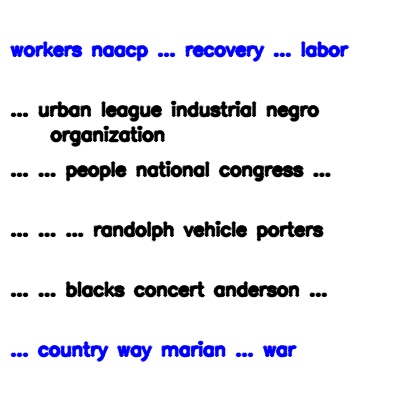 workers naacp ... recovery ... labor
... urban league industrial negro
organization
... ... people national congress ...
... ... ... randolph vehicle porters
... ... blacks concert anderson ...
... country way marian ... war